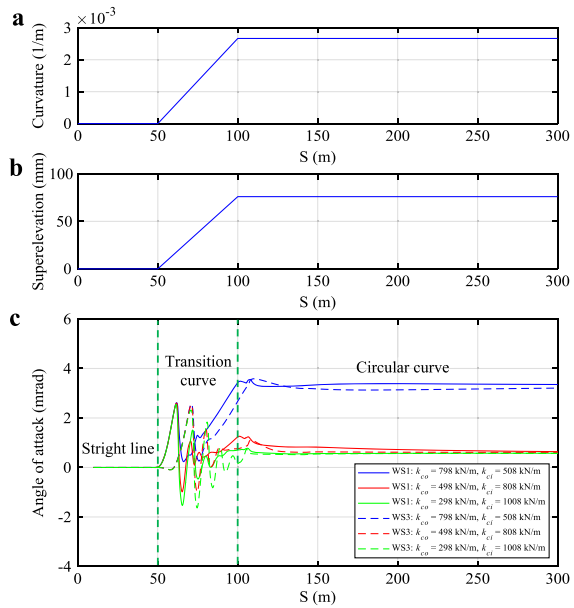 a
×10⁻³
Curvature (1/m)
3
2
1
0
0 50 100 150 200 250 300
S (m)
b
Superelevation (mm)
100
50
0
0 50 100 150 200 250 300
S (m)
c
Angle of attack (mrad)
6
4
2
0
-2
-4
Stright line
Transition
curve
Circular curve
WS1: k_co = 798 kN/m, k_ci = 508 kN/m
WS1: k_co = 498 kN/m, k_ci = 808 kN/m
WS1: k_co = 298 kN/m, k_ci = 1008 kN/m
WS3: k_co = 798 kN/m, k_ci = 508 kN/m
WS3: k_co = 498 kN/m, k_ci = 808 kN/m
WS3: k_co = 298 kN/m, k_ci = 1008 kN/m
0 50 100 150 200 250 300
S (m)